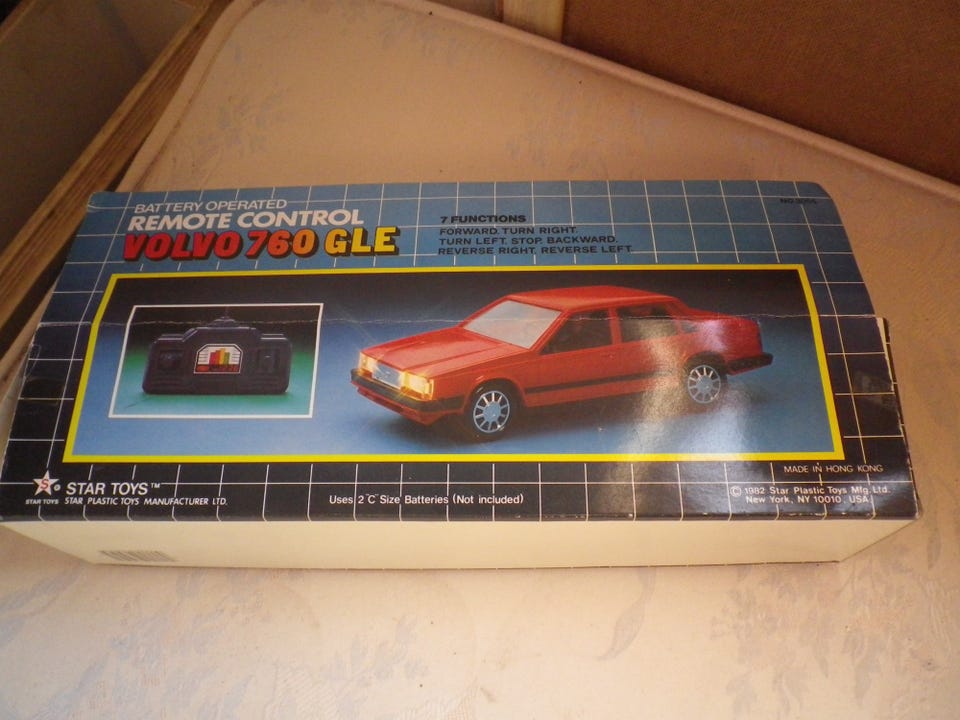 BATTERY OPERATED
REMOTE CONTROL
VOLVO 760 GLE
7 FUNCTIONS
FORWARD. TURN RIGHT.
TURN LEFT. STOP. BACKWARD.
REVERSE RIGHT. REVERSE LEFT.
S
STAR TOYS
STAR TOYS™
STAR PLASTIC TOYS MANUFACTURER LTD.
Uses 2 "C" Size Batteries (Not included)
MADE IN HONG KONG
© 1982 Star Plastic Toys Mfg. Ltd.
New York, NY 10010, USA